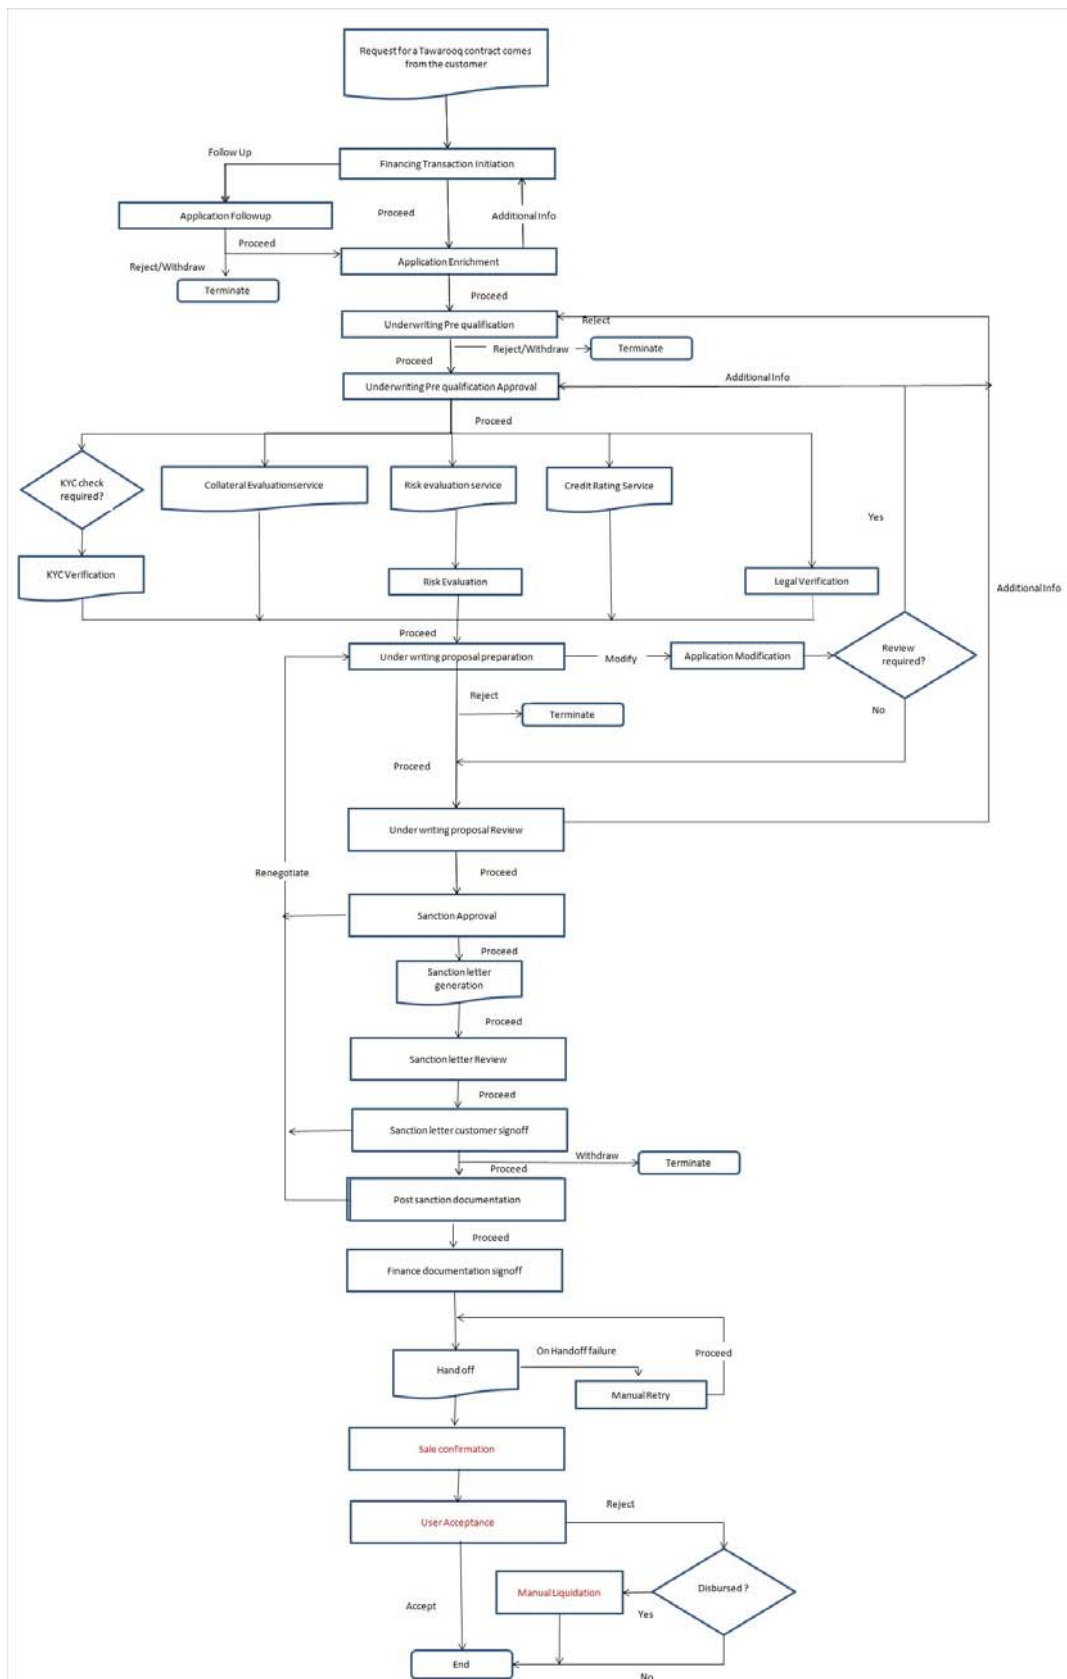 Request for a Tawarooq contract comes
from the customer
Follow Up
Financing Transaction Initiation
Application Followup
Proceed
Additional Info
Proceed
Reject/Withdraw
Application Enrichment
Terminate
Proceed
Underwriting Pre qualification
Reject
Reject/Withdraw
Terminate
Proceed
Underwriting Pre qualification Approval
Additional Info
Proceed
KYC check
required?
Collateral Evaluation service
Risk evaluation service
Credit Rating Service
Yes
KYC Verification
Risk Evaluation
Legal Verification
Additional Info
Proceed
Under writing proposal preparation
Modify
Application Modification
Review
required?
Reject
Terminate
No
Proceed
Under writing proposal Review
Renegotiate
Proceed
Sanction Approval
Proceed
Sanction letter
generation
Proceed
Sanction letter Review
Proceed
Sanction letter customer signoff
Withdraw
Terminate
Proceed
Post sanction documentation
Proceed
Finance documentation signoff
On Handoff failure
Proceed
Hand off
Manual Retry
Sale confirmation
Reject
User Acceptance
Disbursed ?
Manual Liquidation
Yes
Accept
End
No